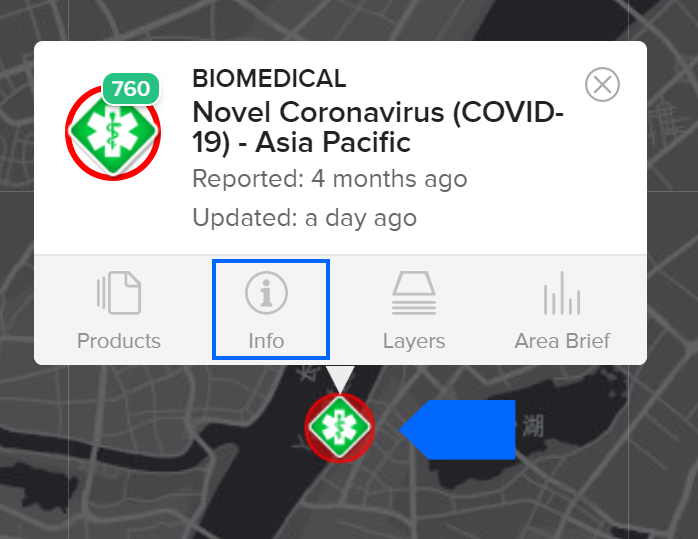 760
BIOMEDICAL
Novel Coronavirus (COVID-
19) - Asia Pacific
Reported: 4 months ago
Updated: a day ago
Products
Info
Layers
Area Brief
湖